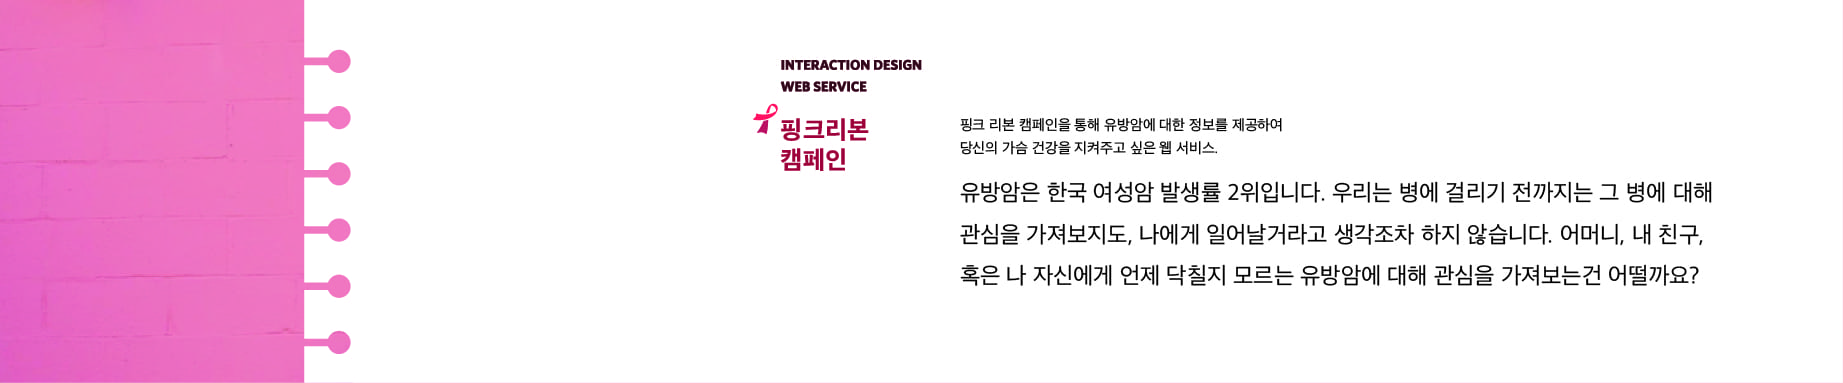 INTERACTION DESIGN
WEB SERVICE
핑크리본
캠페인
핑크 리본 캠페인을 통해 유방암에 대한 정보를 제공하여
당신의 가슴 건강을 지켜주고 싶은 웹 서비스.
유방암은 한국 여성암 발생률 2위입니다. 우리는 병에 걸리기 전까지는 그 병에 대해
관심을 가져보지도, 나에게 일어날거라고 생각조차 하지 않습니다. 어머니, 내 친구,
혹은 나 자신에게 언제 닥칠지 모르는 유방암에 대해 관심을 가져보는건 어떨까요?